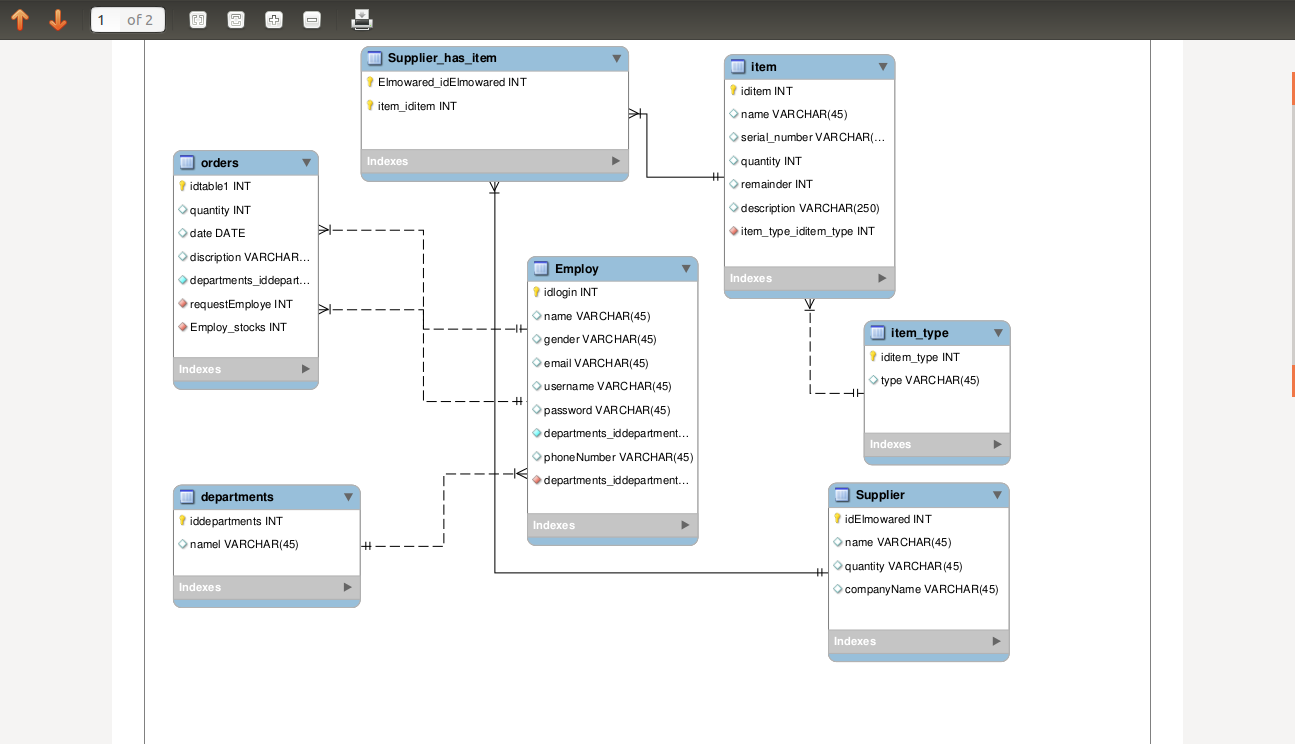 1 of 2
Supplier_has_item
Elmowared_idElmowared INT
item_iditem INT
Indexes
item
iditem INT
name VARCHAR(45)
serial_number VARCHAR(...
quantity INT
remainder INT
description VARCHAR(250)
item_type_iditem_type INT
Indexes
orders
idtable1 INT
quantity INT
date DATE
discription VARCHAR...
departments_iddepart...
requestEmploye INT
Employ_stocks INT
Indexes
Employ
idlogin INT
name VARCHAR(45)
gender VARCHAR(45)
email VARCHAR(45)
username VARCHAR(45)
password VARCHAR(45)
departments_iddepartment...
phoneNumber VARCHAR(45)
departments_iddepartment...
Indexes
item_type
iditem_type INT
type VARCHAR(45)
Indexes
departments
iddepartments INT
namel VARCHAR(45)
Indexes
Supplier
idElmowared INT
name VARCHAR(45)
quantity VARCHAR(45)
companyName VARCHAR(45)
Indexes